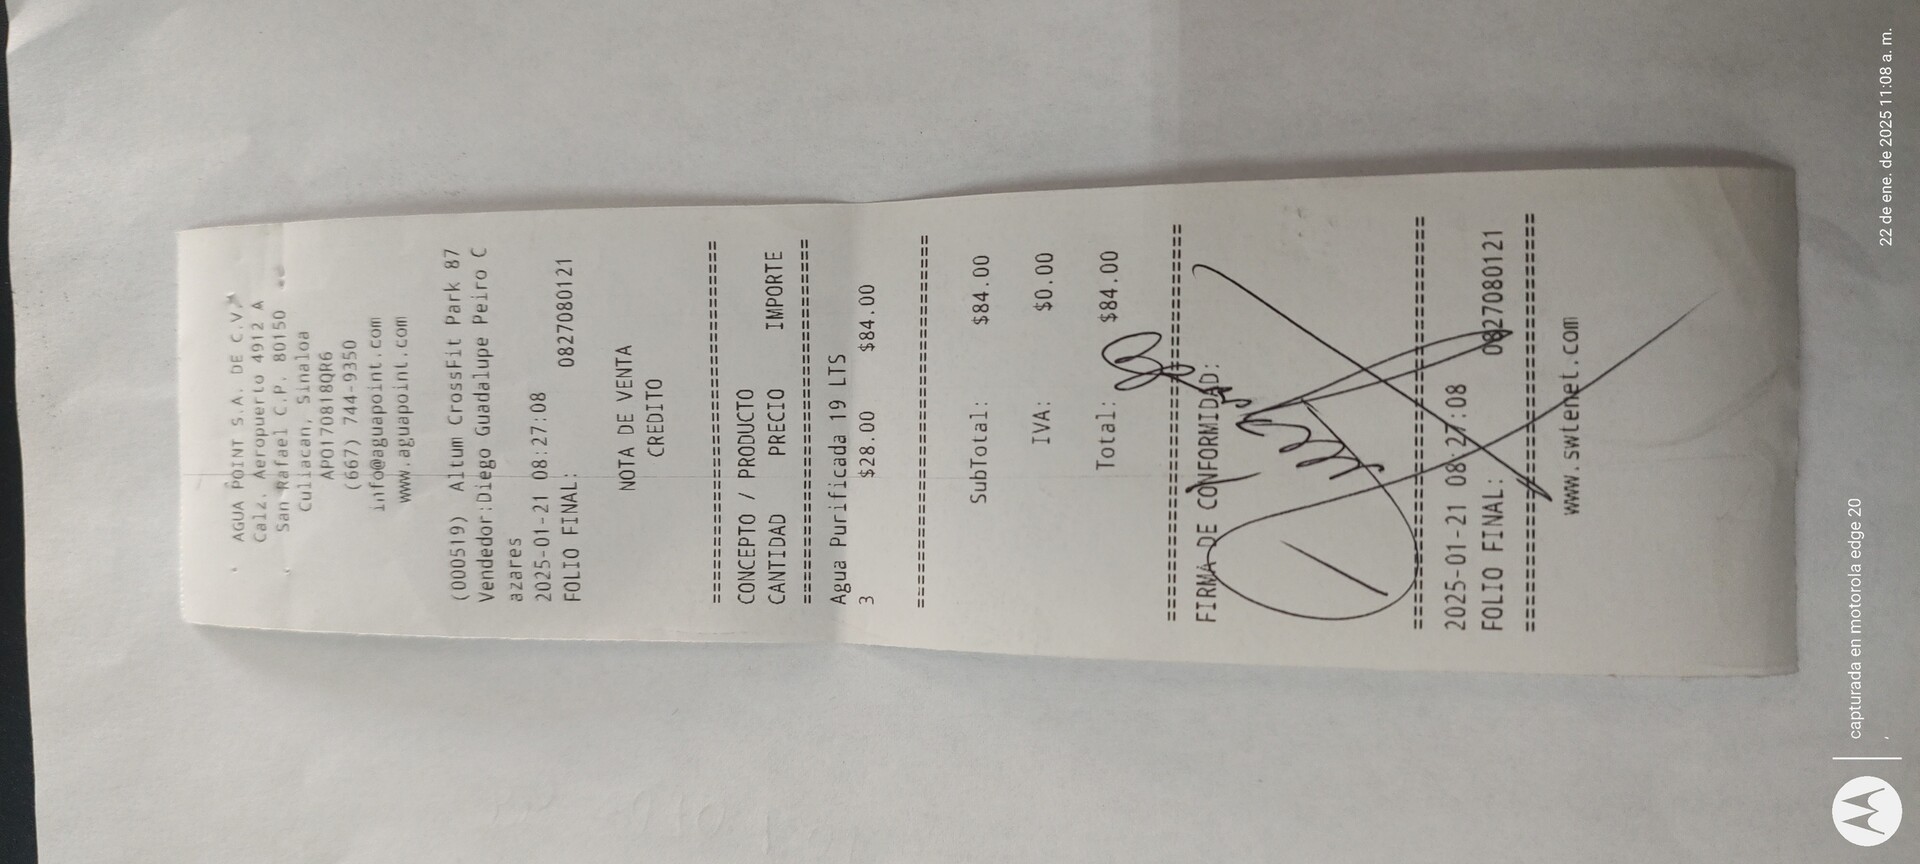 AGUA POINT S.A. DE C.V.
Calz. Aeropuerto 4912 A
San Rafael C.P. 80150
Culiacan, Sinaloa
APO170818QR6
(667) 744-9350
info@aguapoint.com
www.aguapoint.com
(000519) Altum CrossFit Park 87
Vendedor:Diego Guadalupe Peiro C
azares
2025-01-21 08:27:08
FOLIO FINAL: 0827080121
NOTA DE VENTA
CREDITO
================================
CONCEPTO / PRODUCTO
CANTIDAD PRECIO IMPORTE
================================
Agua Purificada 19 LTS
3 $28.00 $84.00
================================
SubTotal: $84.00
IVA: $0.00
Total: $84.00
================================
FIRMA DE CONFORMIDAD:
================================
2025-01-21 08:27:08
FOLIO FINAL: 0827080121
================================
www.swtenet.com
capturada en motorola edge 20
22 de ene. de 2025 11:08 a. m.